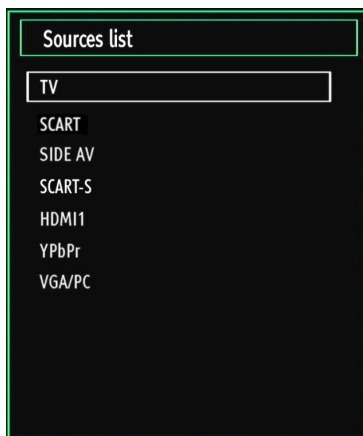 Sources list
TV
SCART
SIDE AV
SCART-S
HDMI1
YPbPr
VGA/PC